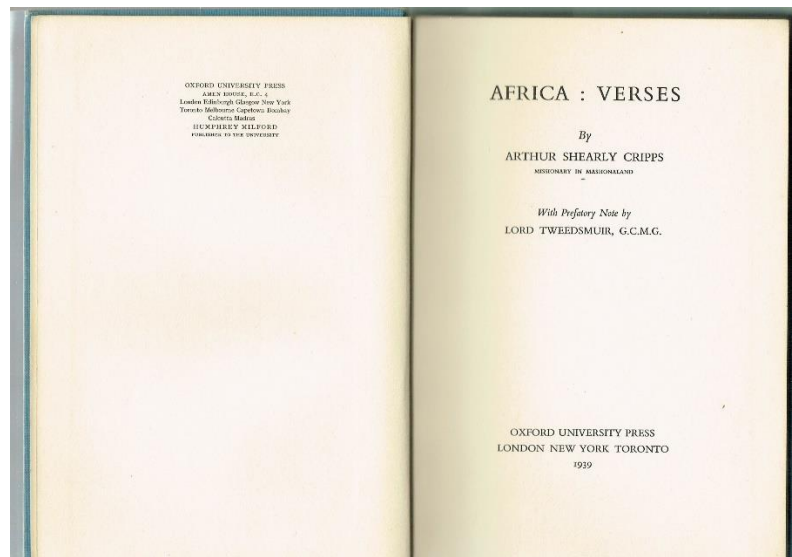 OXFORD UNIVERSITY PRESS
AMEN HOUSE, E.C. 4
London Edinburgh Glasgow New York
Toronto Melbourne Capetown Bombay
Calcutta Madras
HUMPHREY MILFORD
PUBLISHER TO THE UNIVERSITY
AFRICA : VERSES
By
ARTHUR SHEARLY CRIPPS
MISSIONARY IN MASHONALAND
With Prefatory Note by
LORD TWEEDSMUIR, G.C.M.G.
OXFORD UNIVERSITY PRESS
LONDON NEW YORK TORONTO
1939